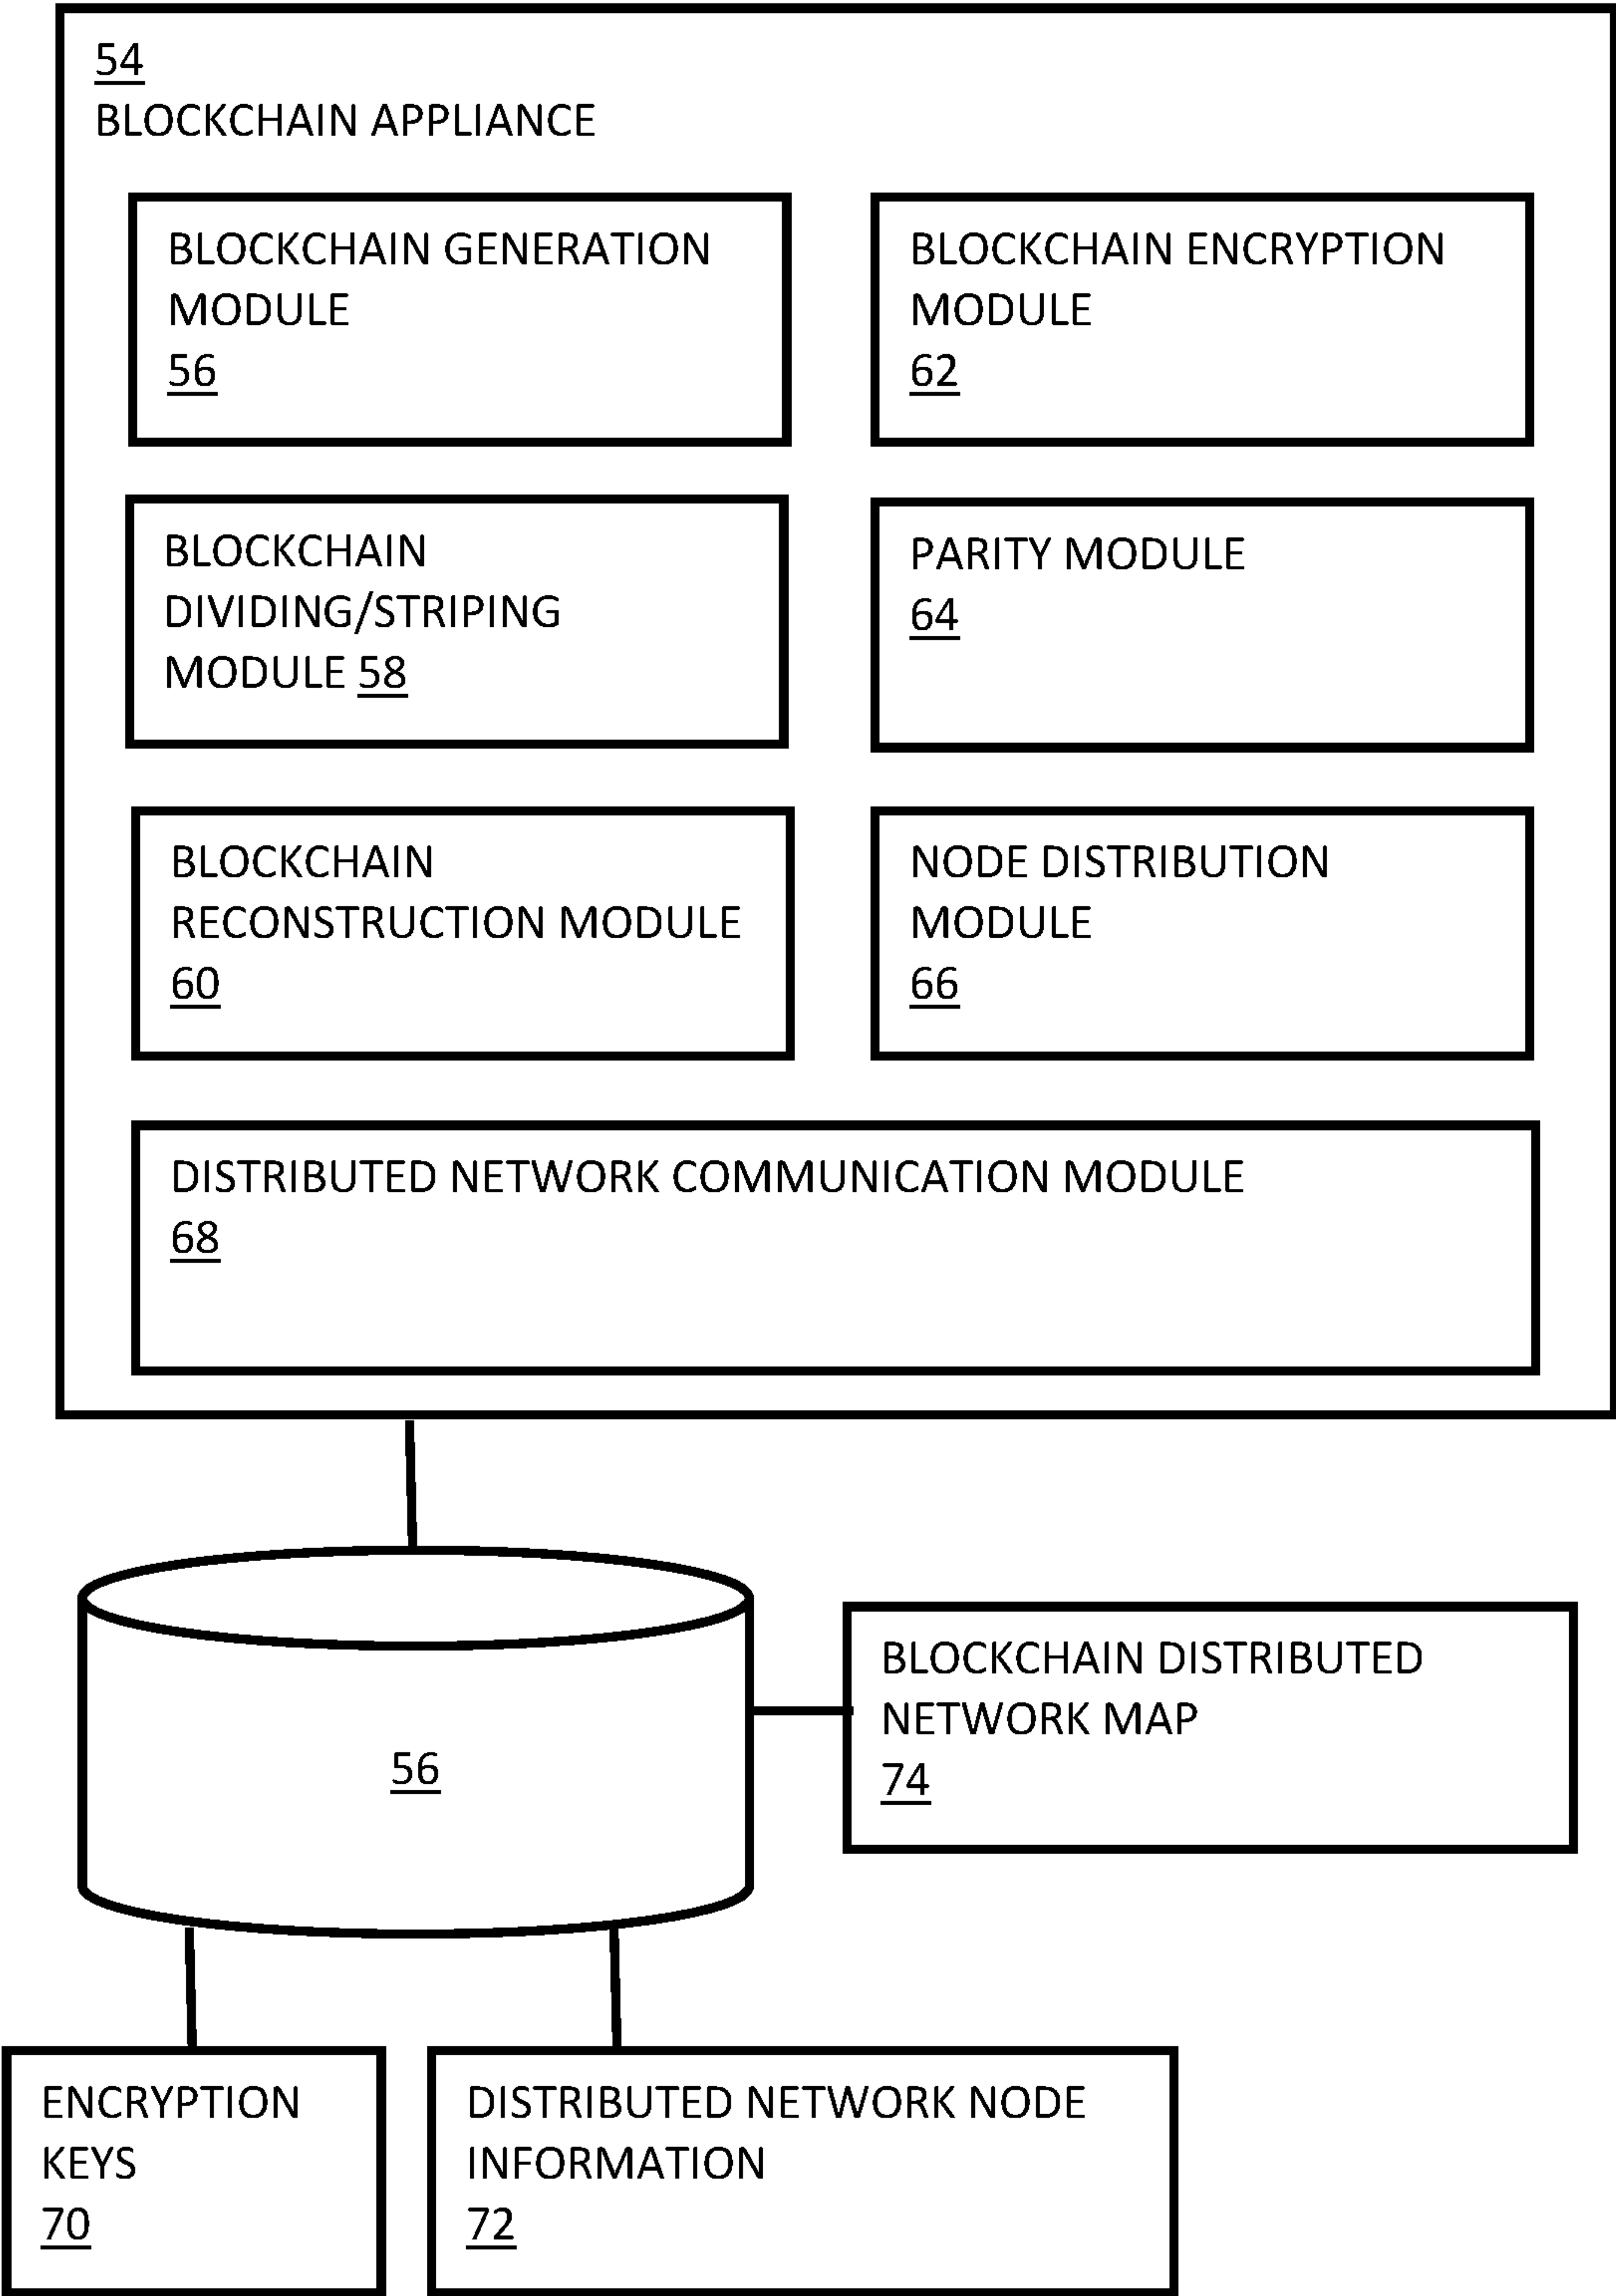 54
BLOCKCHAIN APPLIANCE
BLOCKCHAIN GENERATION
MODULE
56
BLOCKCHAIN ENCRYPTION
MODULE
62
BLOCKCHAIN
DIVIDING/STRIPING
MODULE 58
PARITY MODULE
64
BLOCKCHAIN
RECONSTRUCTION MODULE
60
NODE DISTRIBUTION
MODULE
66
DISTRIBUTED NETWORK COMMUNICATION MODULE
68
56
BLOCKCHAIN DISTRIBUTED
NETWORK MAP
74
ENCRYPTION
KEYS
70
DISTRIBUTED NETWORK NODE
INFORMATION
72